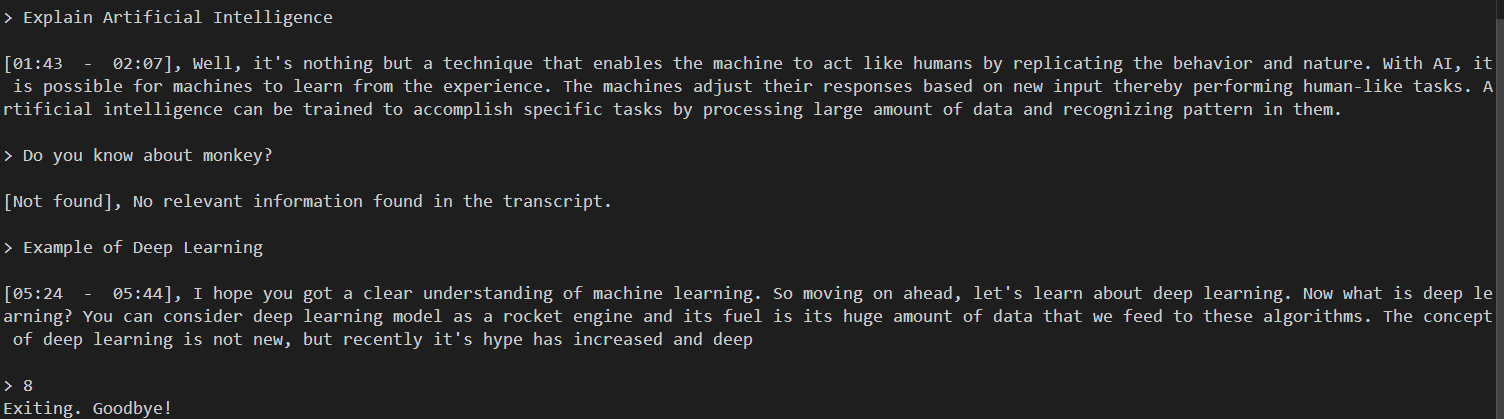 > Explain Artificial Intelligence
[01:43  -  02:07], Well, it's nothing but a technique that enables the machine to act like humans by replicating the behavior and nature. With AI, it
 is possible for machines to learn from the experience. The machines adjust their responses based on new input thereby performing human-like tasks. A
rtificial intelligence can be trained to accomplish specific tasks by processing large amount of data and recognizing pattern in them.
> Do you know about monkey?
[Not found], No relevant information found in the transcript.
> Example of Deep Learning
[05:24  -  05:44], I hope you got a clear understanding of machine learning. So moving on ahead, let's learn about deep learning. Now what is deep le
arning? You can consider deep learning model as a rocket engine and its fuel is its huge amount of data that we feed to these algorithms. The concept
 of deep learning is not new, but recently it's hype has increased and deep
> 8
Exiting. Goodbye!